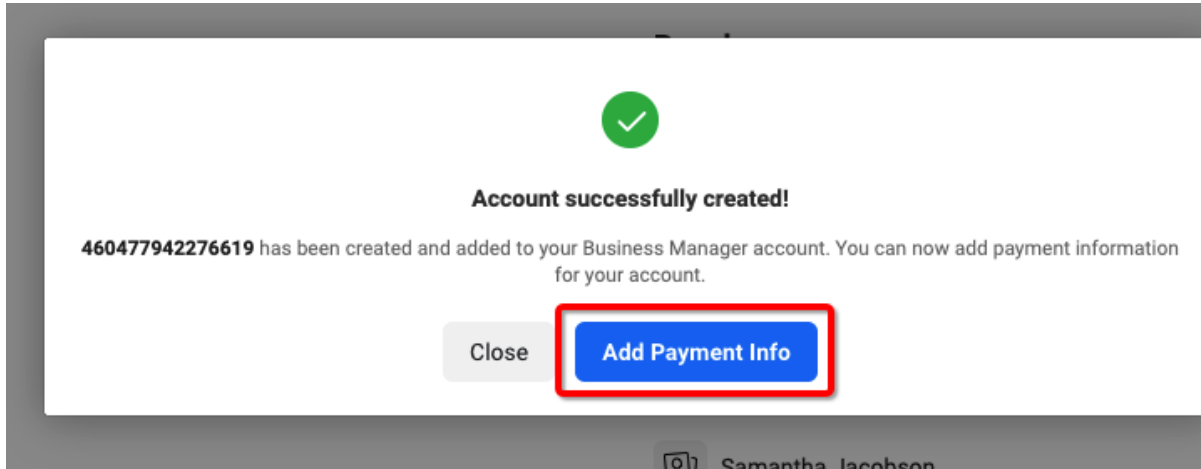 Account successfully created!
460477942276619 has been created and added to your Business Manager account. You can now add payment information
for your account.
Close
Add Payment Info
Samantha Jacobson